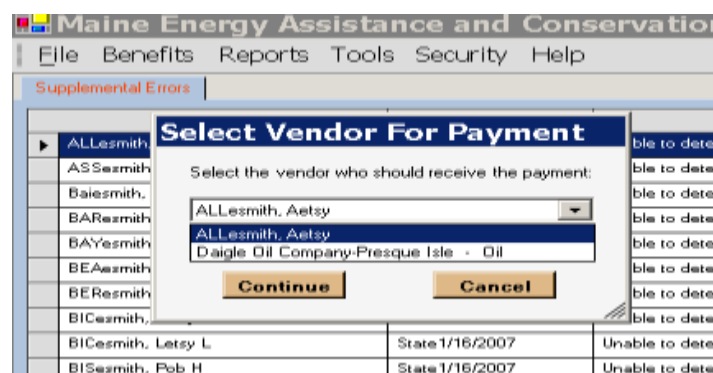 Maine Energy Assistance and Conservation
File Benefits Reports Tools Security Help
Supplemental Errors
Select Vendor For Payment
ALLesmith, ble to dete
ASSesmith ble to dete
Select the vendor who should receive the payment:
Baiesmith, ble to dete
BAResmith ble to dete
ALLesmith, Aetsy
BAYesmith ble to dete
ALLesmith, Aetsy
Daigle Oil Company-Presque Isle - Oil
BEAesmith ble to dete
BEResmith ble to dete
Continue Cancel
BICesmith, ble to dete
BICesmith, Letsy L State 1/16/2007 Unable to dete
BISesmith, Pob H State 1/16/2007 Unable to dete